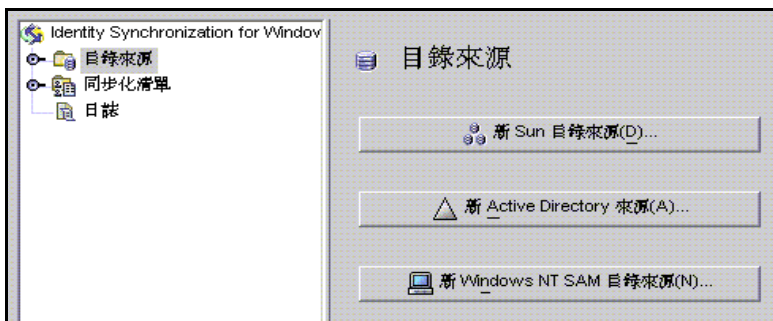 Identity Synchronization for Windov
目錄來源
同步化清單
日誌
目錄來源
新 Sun 目錄來源(D)...
新 Active Directory 來源(A)...
新 Windows NT SAM 目錄來源(N)...